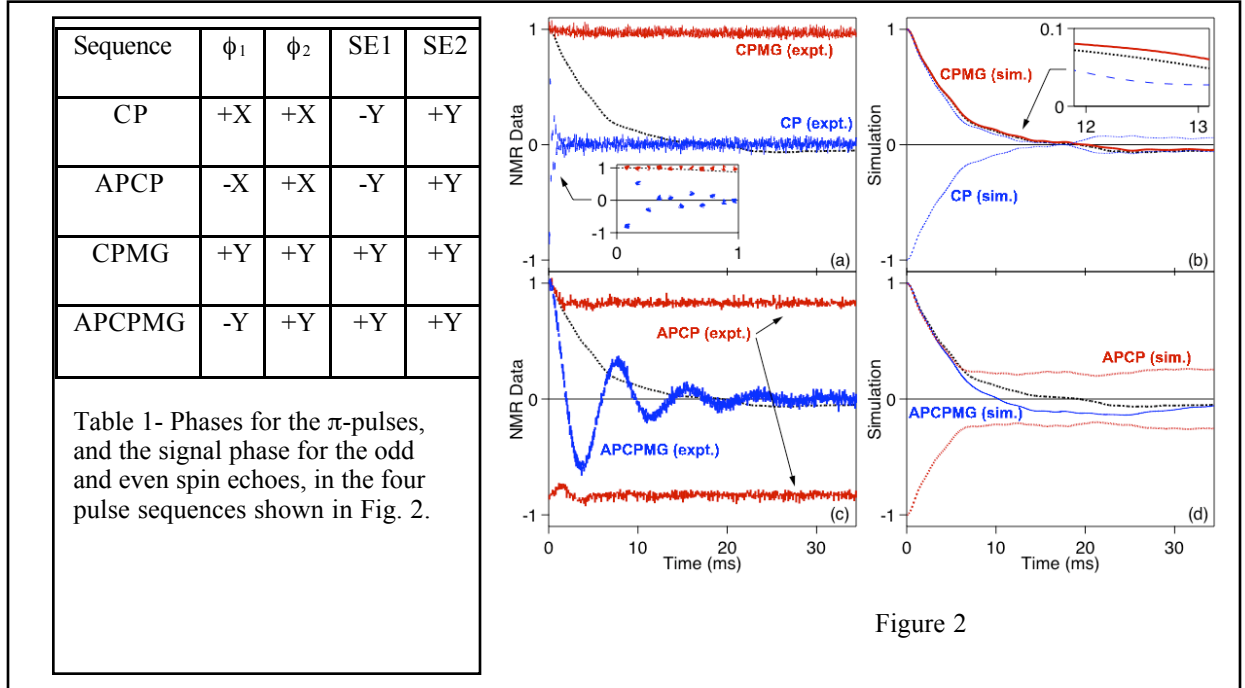 Sequence ϕ1 ϕ2 SE1 SE2
CP +X +X -Y +Y
APCP -X +X -Y +Y
CPMG +Y +Y +Y +Y
APCPMG -Y +Y +Y +Y
Table 1- Phases for the π-pulses,
and the signal phase for the odd
and even spin echoes, in the four
pulse sequences shown in Fig. 2.
1
0
-1
NMR Data
CPMG (expt.)
CP (expt.)
1
0
-1
0
1
(a)
Simulation
1
0
-1
CPMG (sim.)
CP (sim.)
0.1
0
12
13
(b)
1
0
-1
NMR Data
APCP (expt.)
APCPMG (expt.)
(c)
0 10 20 30
Time (ms)
1
0
-1
Simulation
APCP (sim.)
APCPMG (sim.)
(d)
0 10 20 30
Time (ms)
Figure 2